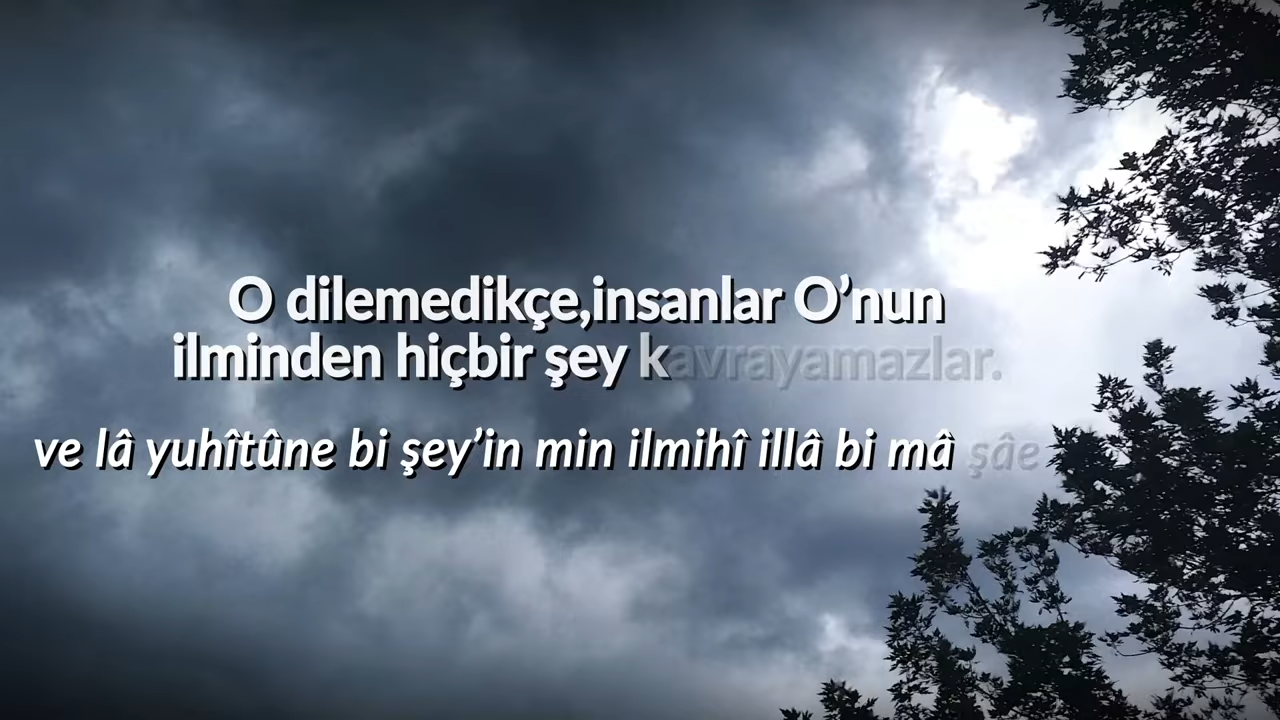 O dilemedikçe,insanlar O’nun
ilminden hiçbir şey kavrayamazlar.
ve lâ yuhîtûne bi şey’in min ilmihî illâ bi mâ şâe